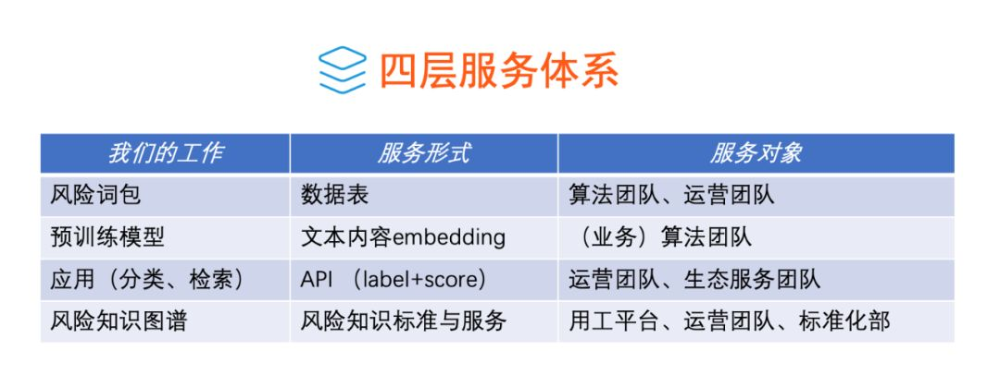 四层服务体系
我们的工作 服务形式 服务对象
风险词包 数据表 算法团队、运营团队
预训练模型 文本内容embedding （业务）算法团队
应用（分类、检索） API （label+score） 运营团队、生态服务团队
风险知识图谱 风险知识标准与服务 用工平台、运营团队、标准化部